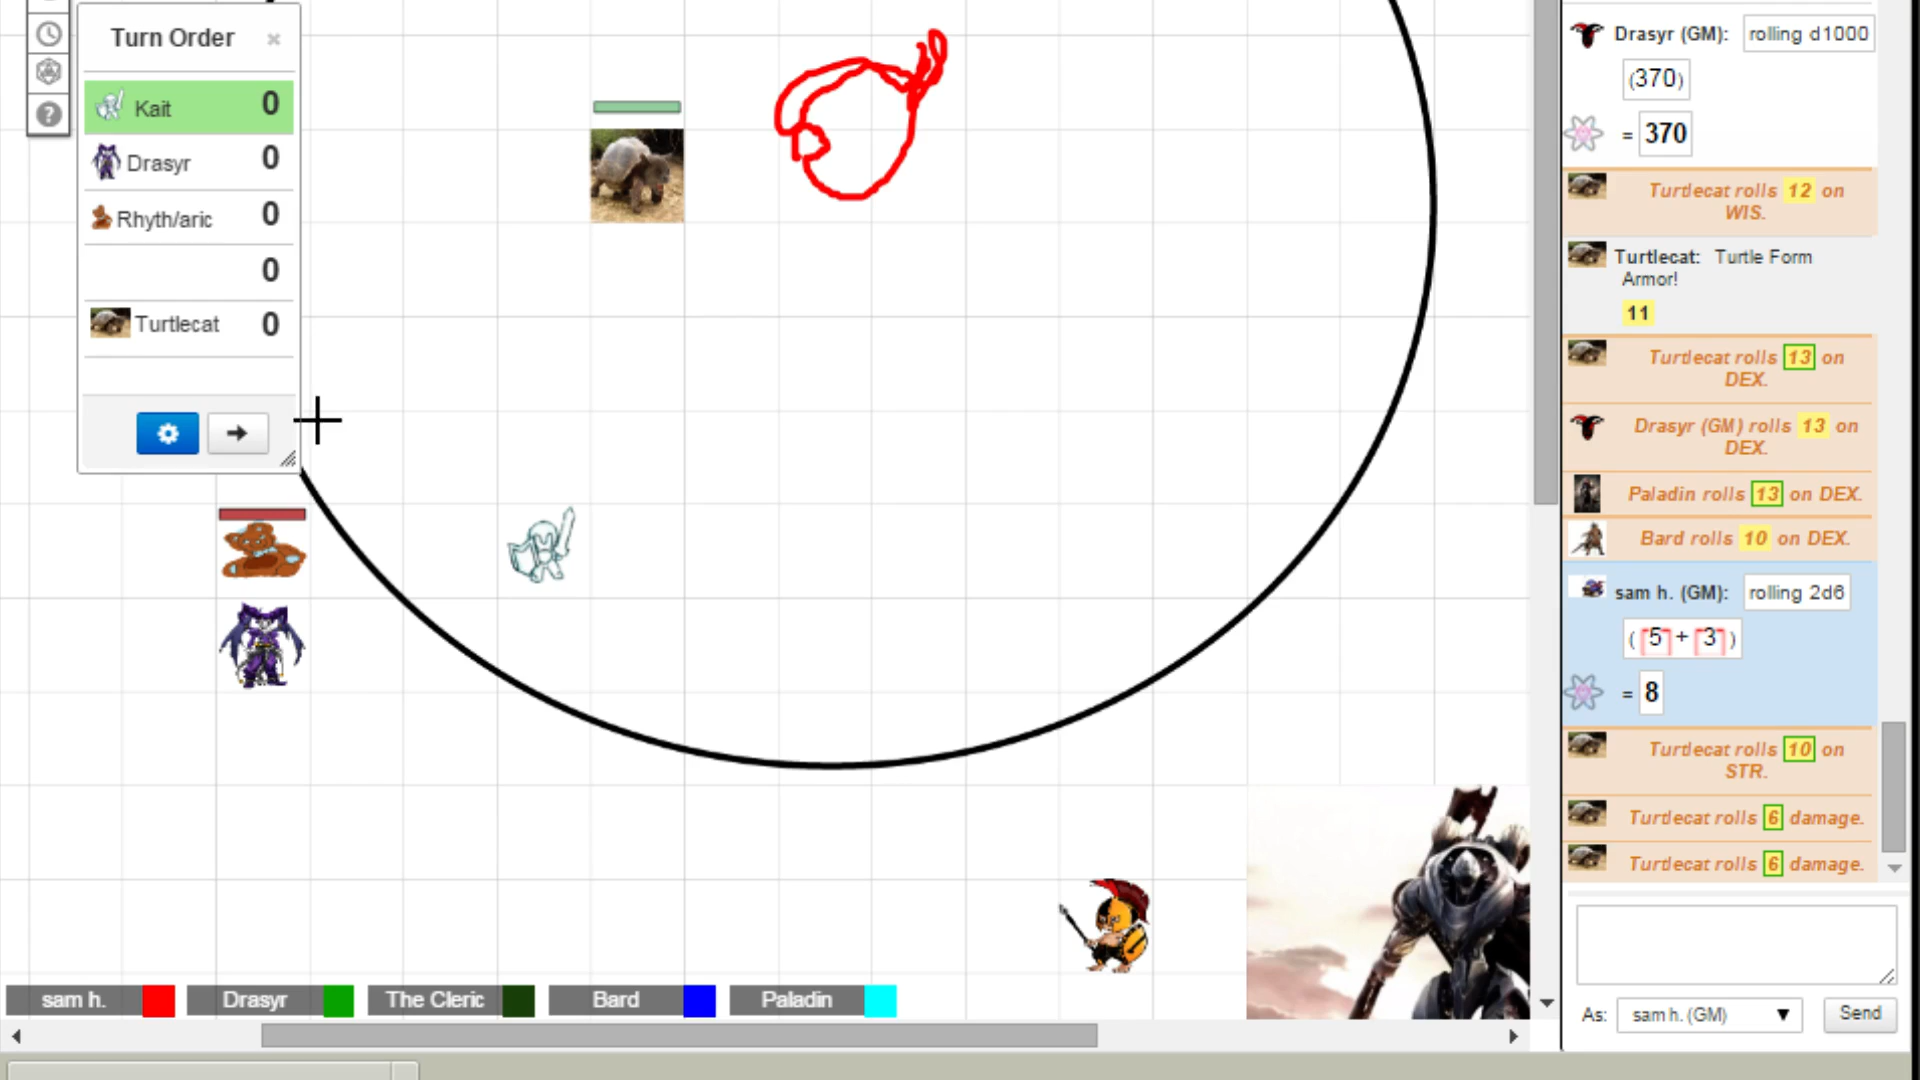 Turn Order ×
Kait 0
Drasyr 0
Rhyth/aric 0
0
Turtlecat 0
?
sam h.
Drasyr
The Cleric
Bard
Paladin
Drasyr (GM): rolling d1000
(370)
= 370
Turtlecat rolls 12 on
WIS.
Turtlecat: Turtle Form
Armor!
11
Turtlecat rolls 13 on
DEX.
Drasyr (GM) rolls 13 on
DEX.
Paladin rolls 13 on DEX.
Bard rolls 10 on DEX.
sam h. (GM): rolling 2d6
(5+3)
= 8
Turtlecat rolls 10 on
STR.
Turtlecat rolls 6 damage.
Turtlecat rolls 6 damage.
As: sam h. (GM) Send